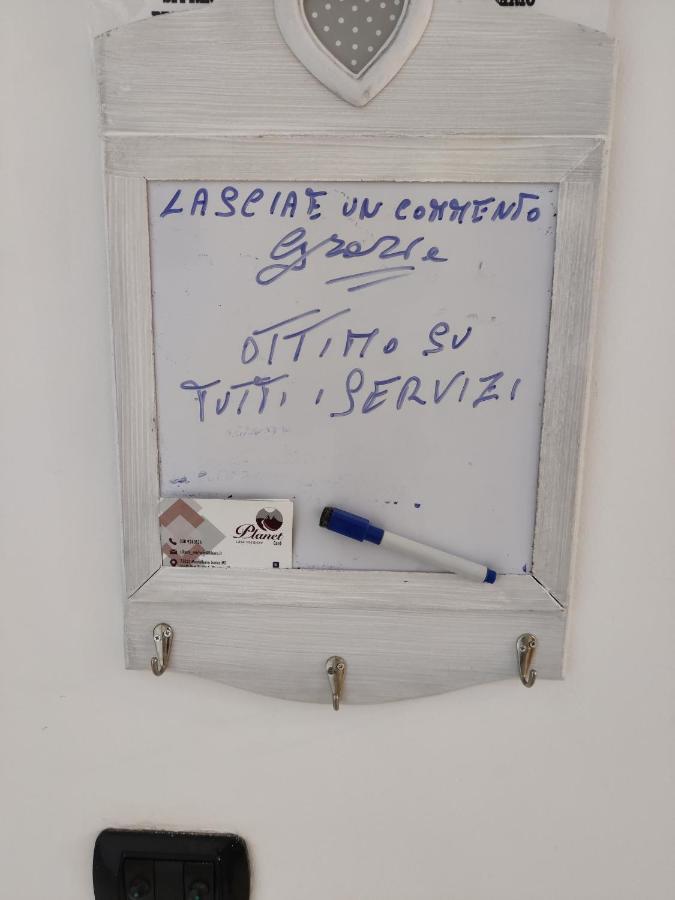 LASCIATE UN COMMENTO
Grazie
OTTIMO SU
TUTTI I SERVIZI
Planet